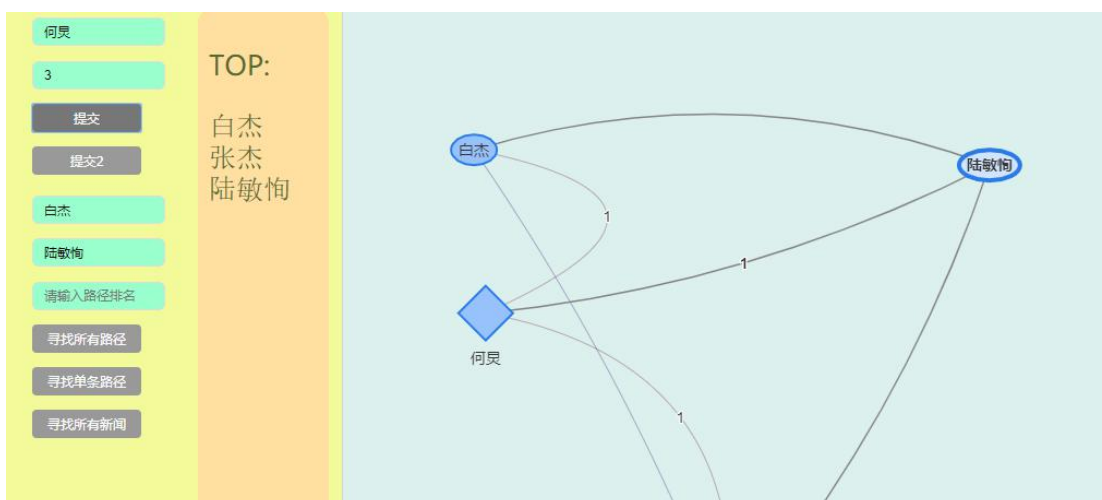 何炅
3
提交
提交2
白杰
陆敏恂
请输入路径排名
寻找所有路径
寻找单条路径
寻找所有新闻
TOP:
白杰
张杰
陆敏恂
白杰
陆敏恂
1
1
何炅
1